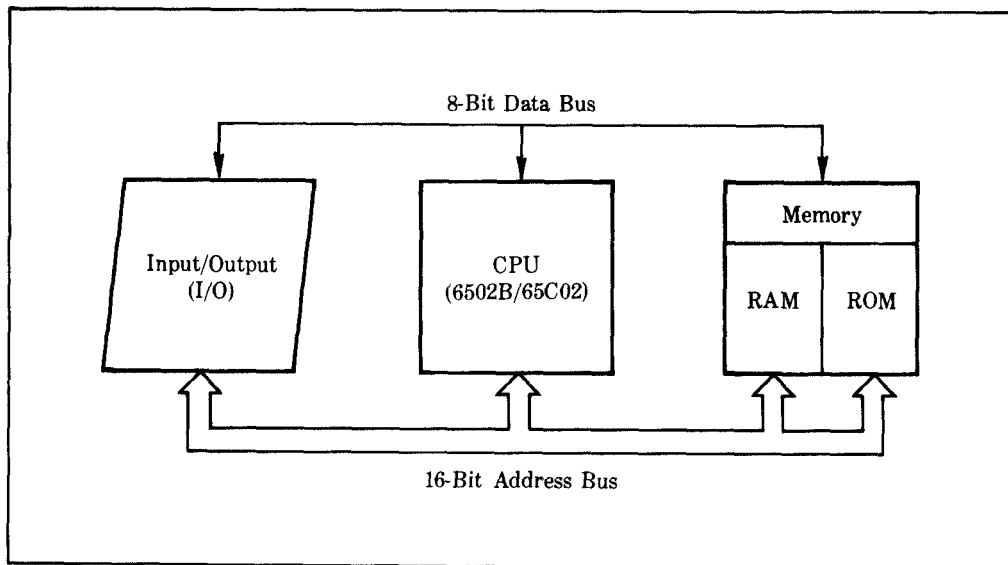 8-Bit Data Bus
Input/Output
(I/O)
CPU
(6502B/65C02)
Memory
RAM
ROM
16-Bit Address Bus